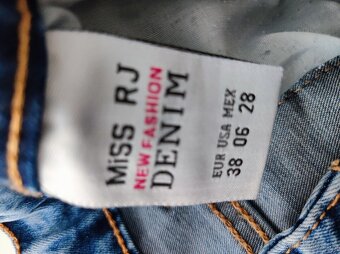 MiSS RJ
NEW FASHION
DENIM
EUR USA MEX
38 06 28